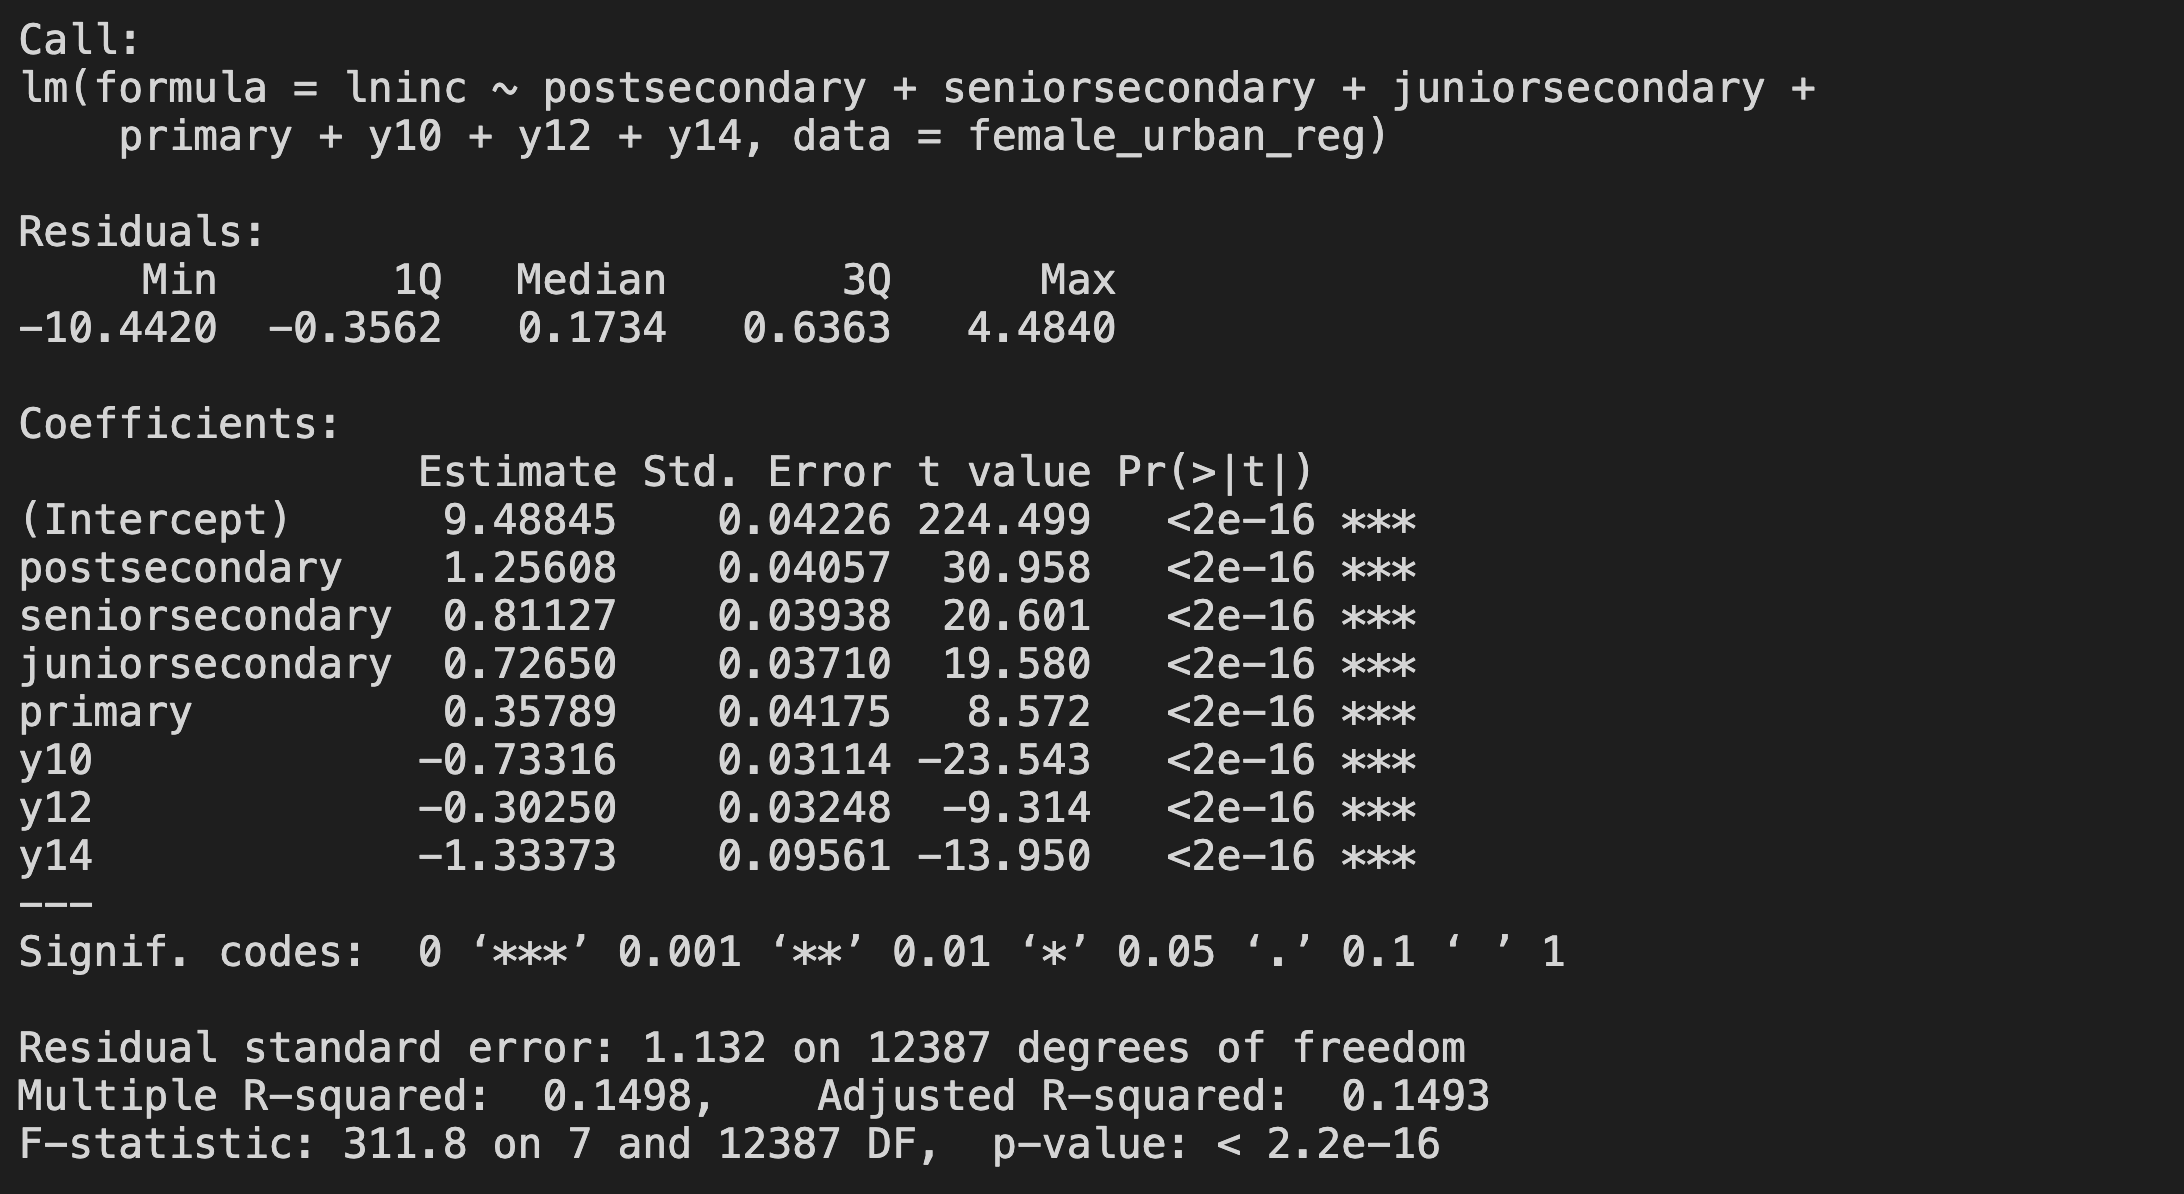 Call:
lm(formula = lninc ~ postsecondary + seniorsecondary + juniorsecondary +
    primary + y10 + y12 + y14, data = female_urban_reg)

Residuals:
     Min       1Q   Median       3Q      Max
-10.4420  -0.3562   0.1734   0.6363   4.4840

Coefficients:
                Estimate Std. Error t value Pr(>|t|)
(Intercept)      9.48845    0.04226 224.499   <2e-16 ***
postsecondary    1.25608    0.04057  30.958   <2e-16 ***
seniorsecondary  0.81127    0.03938  20.601   <2e-16 ***
juniorsecondary  0.72650    0.03710  19.580   <2e-16 ***
primary          0.35789    0.04175   8.572   <2e-16 ***
y10             -0.73316    0.03114 -23.543   <2e-16 ***
y12             -0.30250    0.03248  -9.314   <2e-16 ***
y14             -1.33373    0.09561 -13.950   <2e-16 ***
---
Signif. codes:  0 ‘***’ 0.001 ‘**’ 0.01 ‘*’ 0.05 ‘.’ 0.1 ‘ ’ 1

Residual standard error: 1.132 on 12387 degrees of freedom
Multiple R-squared:  0.1498,    Adjusted R-squared:  0.1493
F-statistic: 311.8 on 7 and 12387 DF,  p-value: < 2.2e-16